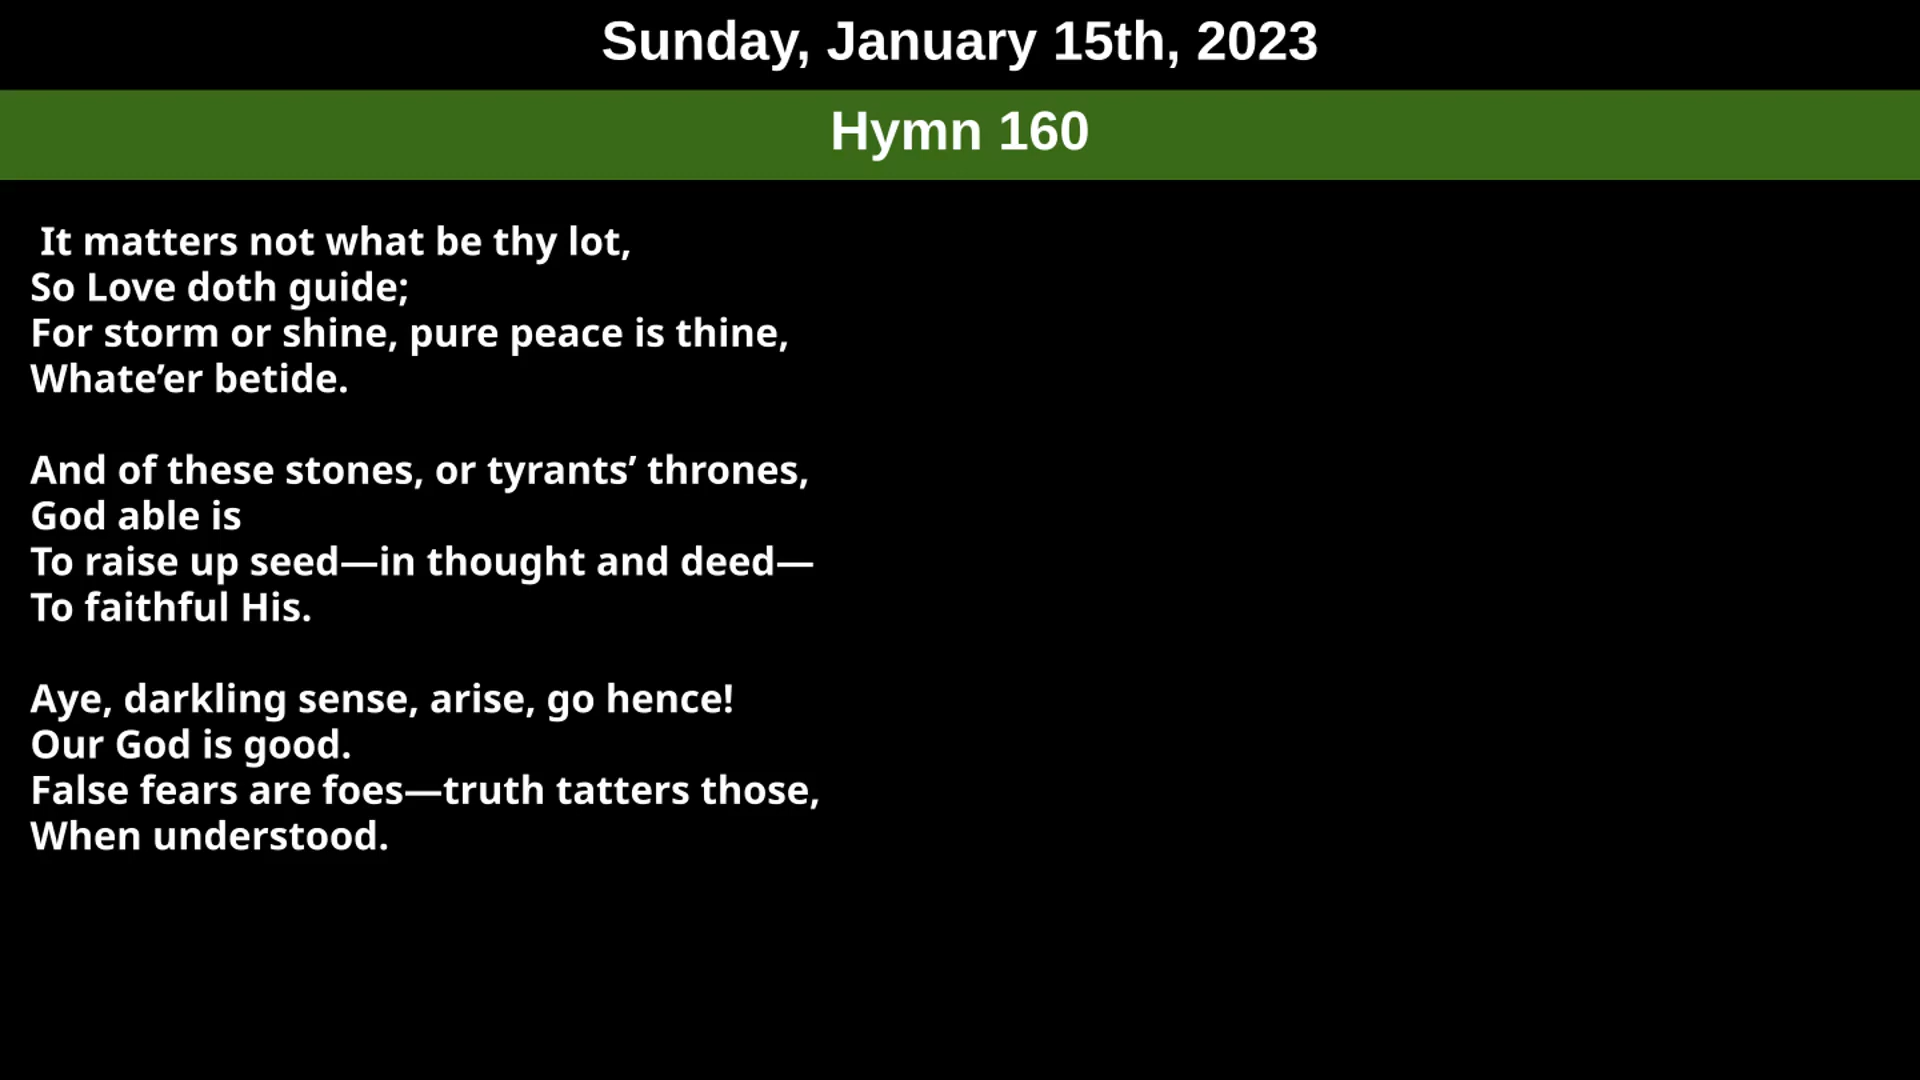 Sunday, January 15th, 2023
Hymn 160
It matters not what be thy lot,
So Love doth guide;
For storm or shine, pure peace is thine,
Whate’er betide.
And of these stones, or tyrants’ thrones,
God able is
To raise up seed—in thought and deed—
To faithful His.
Aye, darkling sense, arise, go hence!
Our God is good.
False fears are foes—truth tatters those,
When understood.